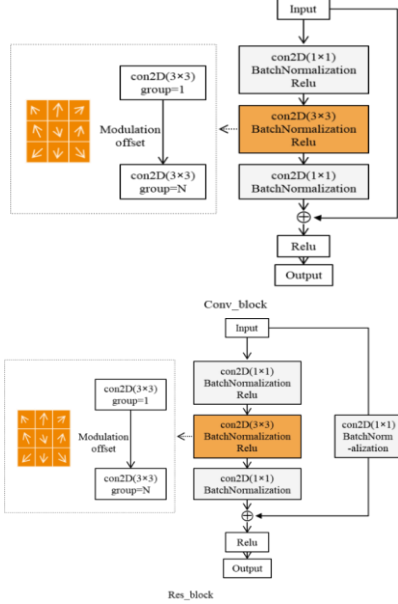 Input
con2D(1×1)
BatchNormalization
Relu
con2D(3×3)
group=1
con2D(3×3)
BatchNormalization
Relu
Modulation
offset
con2D(3×3)
group=N
con2D(1×1)
BatchNormalization
Relu
Output
Conv_block
Input
con2D(1×1)
BatchNormalization
Relu
con2D(3×3)
group=1
con2D(3×3)
BatchNormalization
Relu
con2D(1×1)
BatchNorm
-alization
Modulation
offset
con2D(3×3)
group=N
con2D(1×1)
BatchNormalization
Relu
Output
Res_block